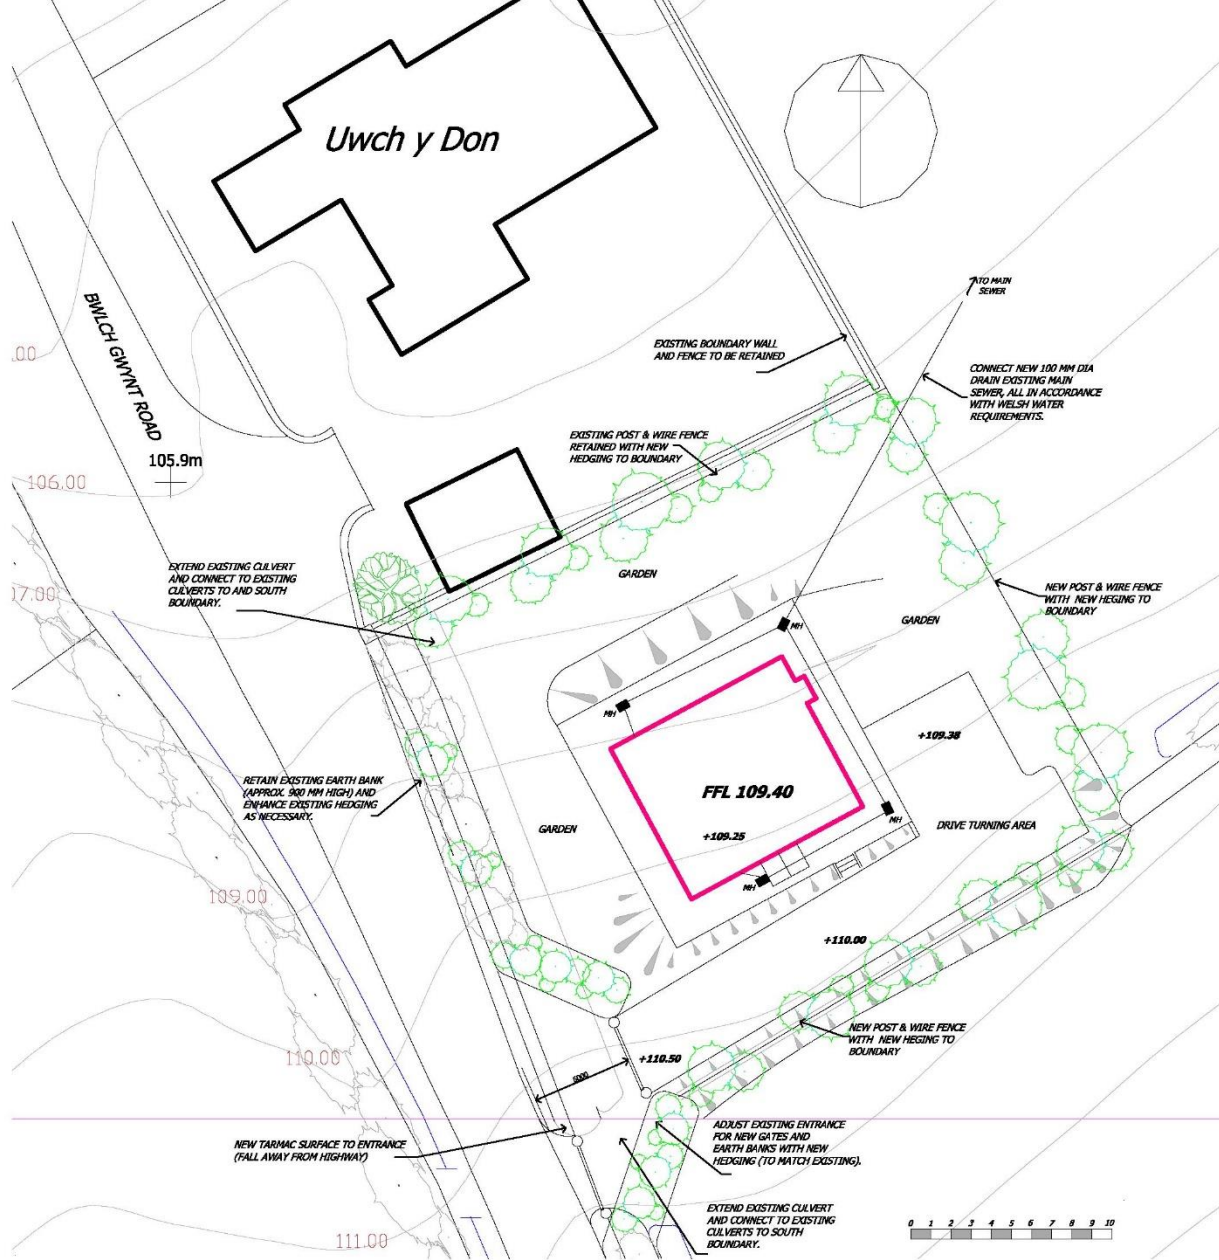 Uwch y Don
TO MAIN
SEWER
BWLCH GWYNT ROAD
EXISTING BOUNDARY WALL
AND FENCE TO BE RETAINED
.00
CONNECT NEW 100 MM DIA
DRAIN EXISTING MAIN
SEWER, ALL IN ACCORDANCE
WITH WELSH WATER
REQUIREMENTS.
EXISTING POST & WIRE FENCE
RETAINED WITH NEW
HEDGING TO BOUNDARY
105.9m
106.00
EXTEND EXISTING CULVERT
AND CONNECT TO EXISTING
CULVERTS TO AND SOUTH
BOUNDARY.
GARDEN
7.00
NEW POST & WIRE FENCE
WITH NEW HEGING TO
BOUNDARY
GARDEN
MH
MH
+109.38
RETAIN EXISTING EARTH BANK
(APPROX. 900 MM HIGH) AND
ENHANCE EXISTING HEDGING
AS NECESSARY.
FFL 109.40
+109.25
GARDEN
MH
DRIVE TURNING AREA
MH
109.00
+110.00
NEW POST & WIRE FENCE
WITH NEW HEGING TO
BOUNDARY
110.00
+110.50
5000
NEW TARMAC SURFACE TO ENTRANCE
(FALL AWAY FROM HIGHWAY)
ADJUST EXISTING ENTRANCE
FOR NEW GATES AND
EARTH BANKS WITH NEW
HEDGING (TO MATCH EXISTING).
EXTEND EXISTING CULVERT
AND CONNECT TO EXISTING
CULVERTS TO SOUTH
BOUNDARY.
111.00
0 1 2 3 4 5 6 7 8 9 10